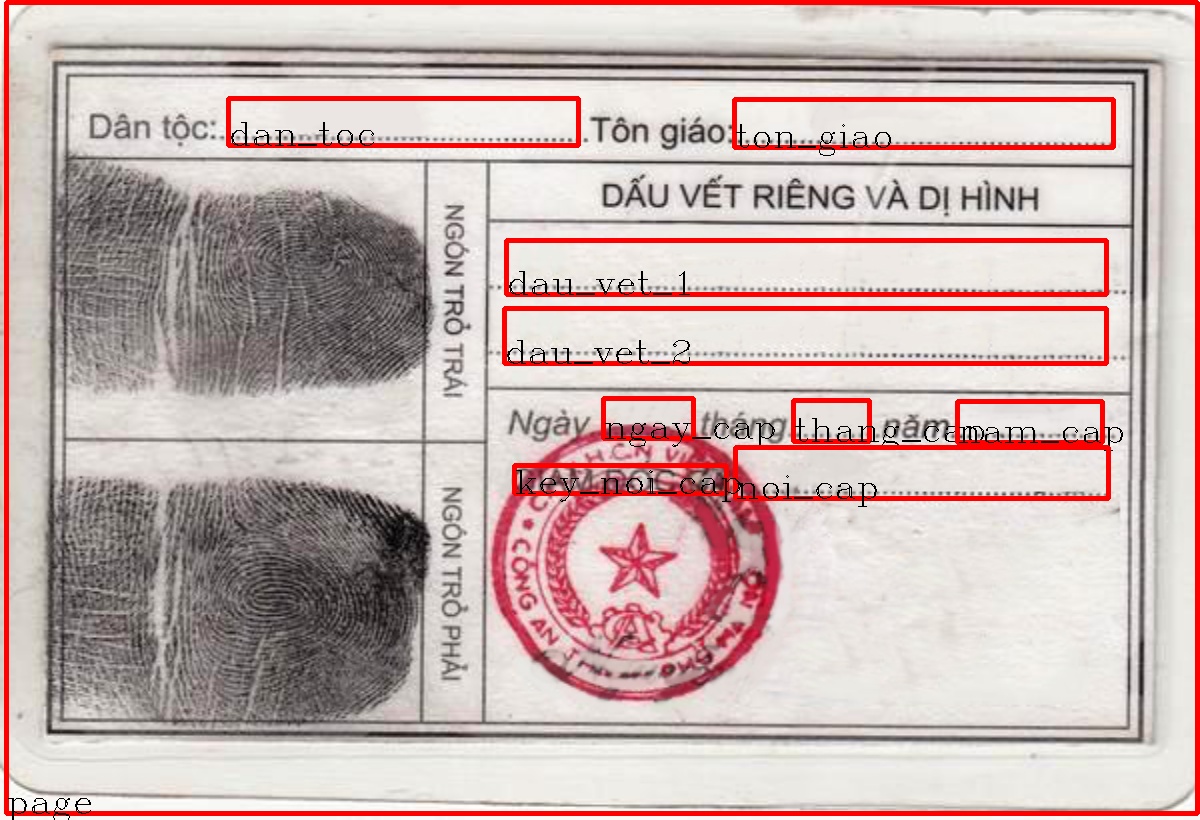 Dân tộc: dan_toc Tôn giáo: ton_giao
DẤU VẾT RIÊNG VÀ DỊ HÌNH
NGÓN TRỎ TRÁI
dau_vet_1
dau_vet_2
Ngày ngay_cap tháng thang_cap năm nam_cap
key_noi_cap noi_cap
NGÓN TRỎ PHẢI
H.C.N VI
CÔNG AN
page